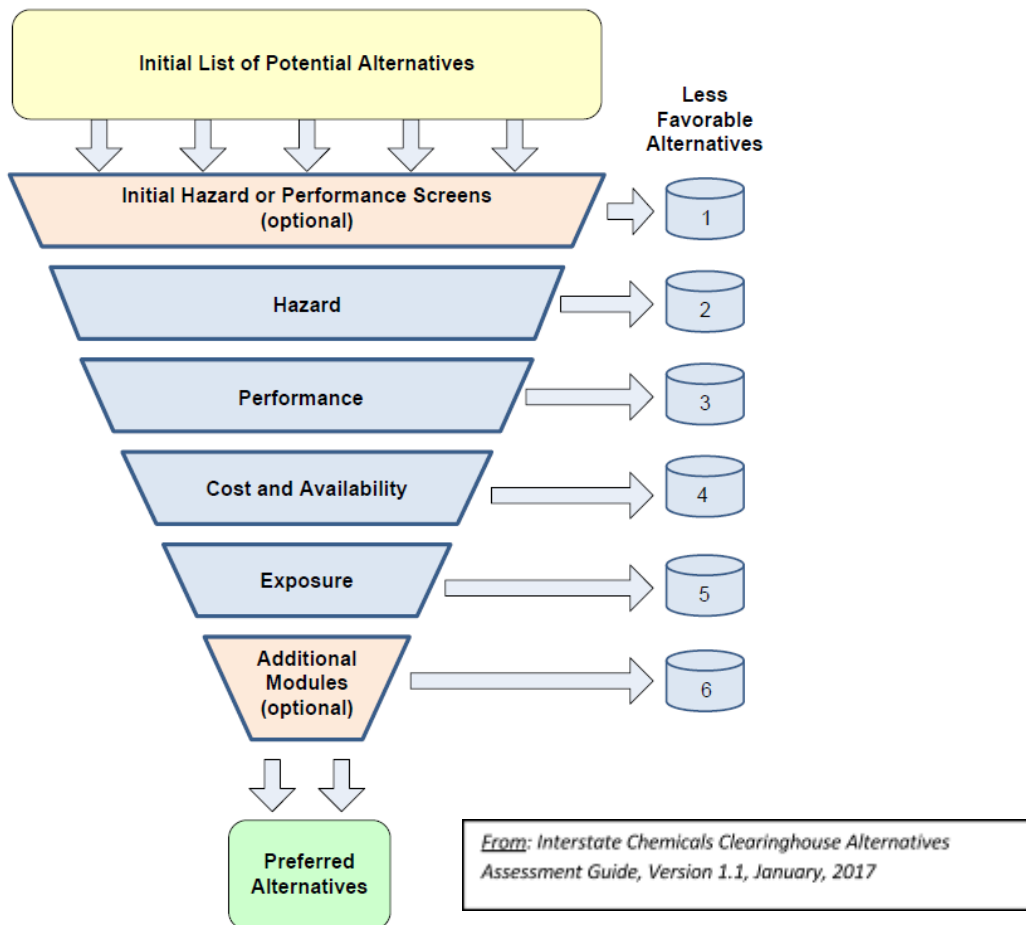 Initial List of Potential Alternatives
Less
Favorable
Alternatives
Initial Hazard or Performance Screens
(optional)
1
Hazard
2
Performance
3
Cost and Availability
4
Exposure
5
Additional
Modules
(optional)
6
Preferred
Alternatives
From: Interstate Chemicals Clearinghouse Alternatives
Assessment Guide, Version 1.1, January, 2017